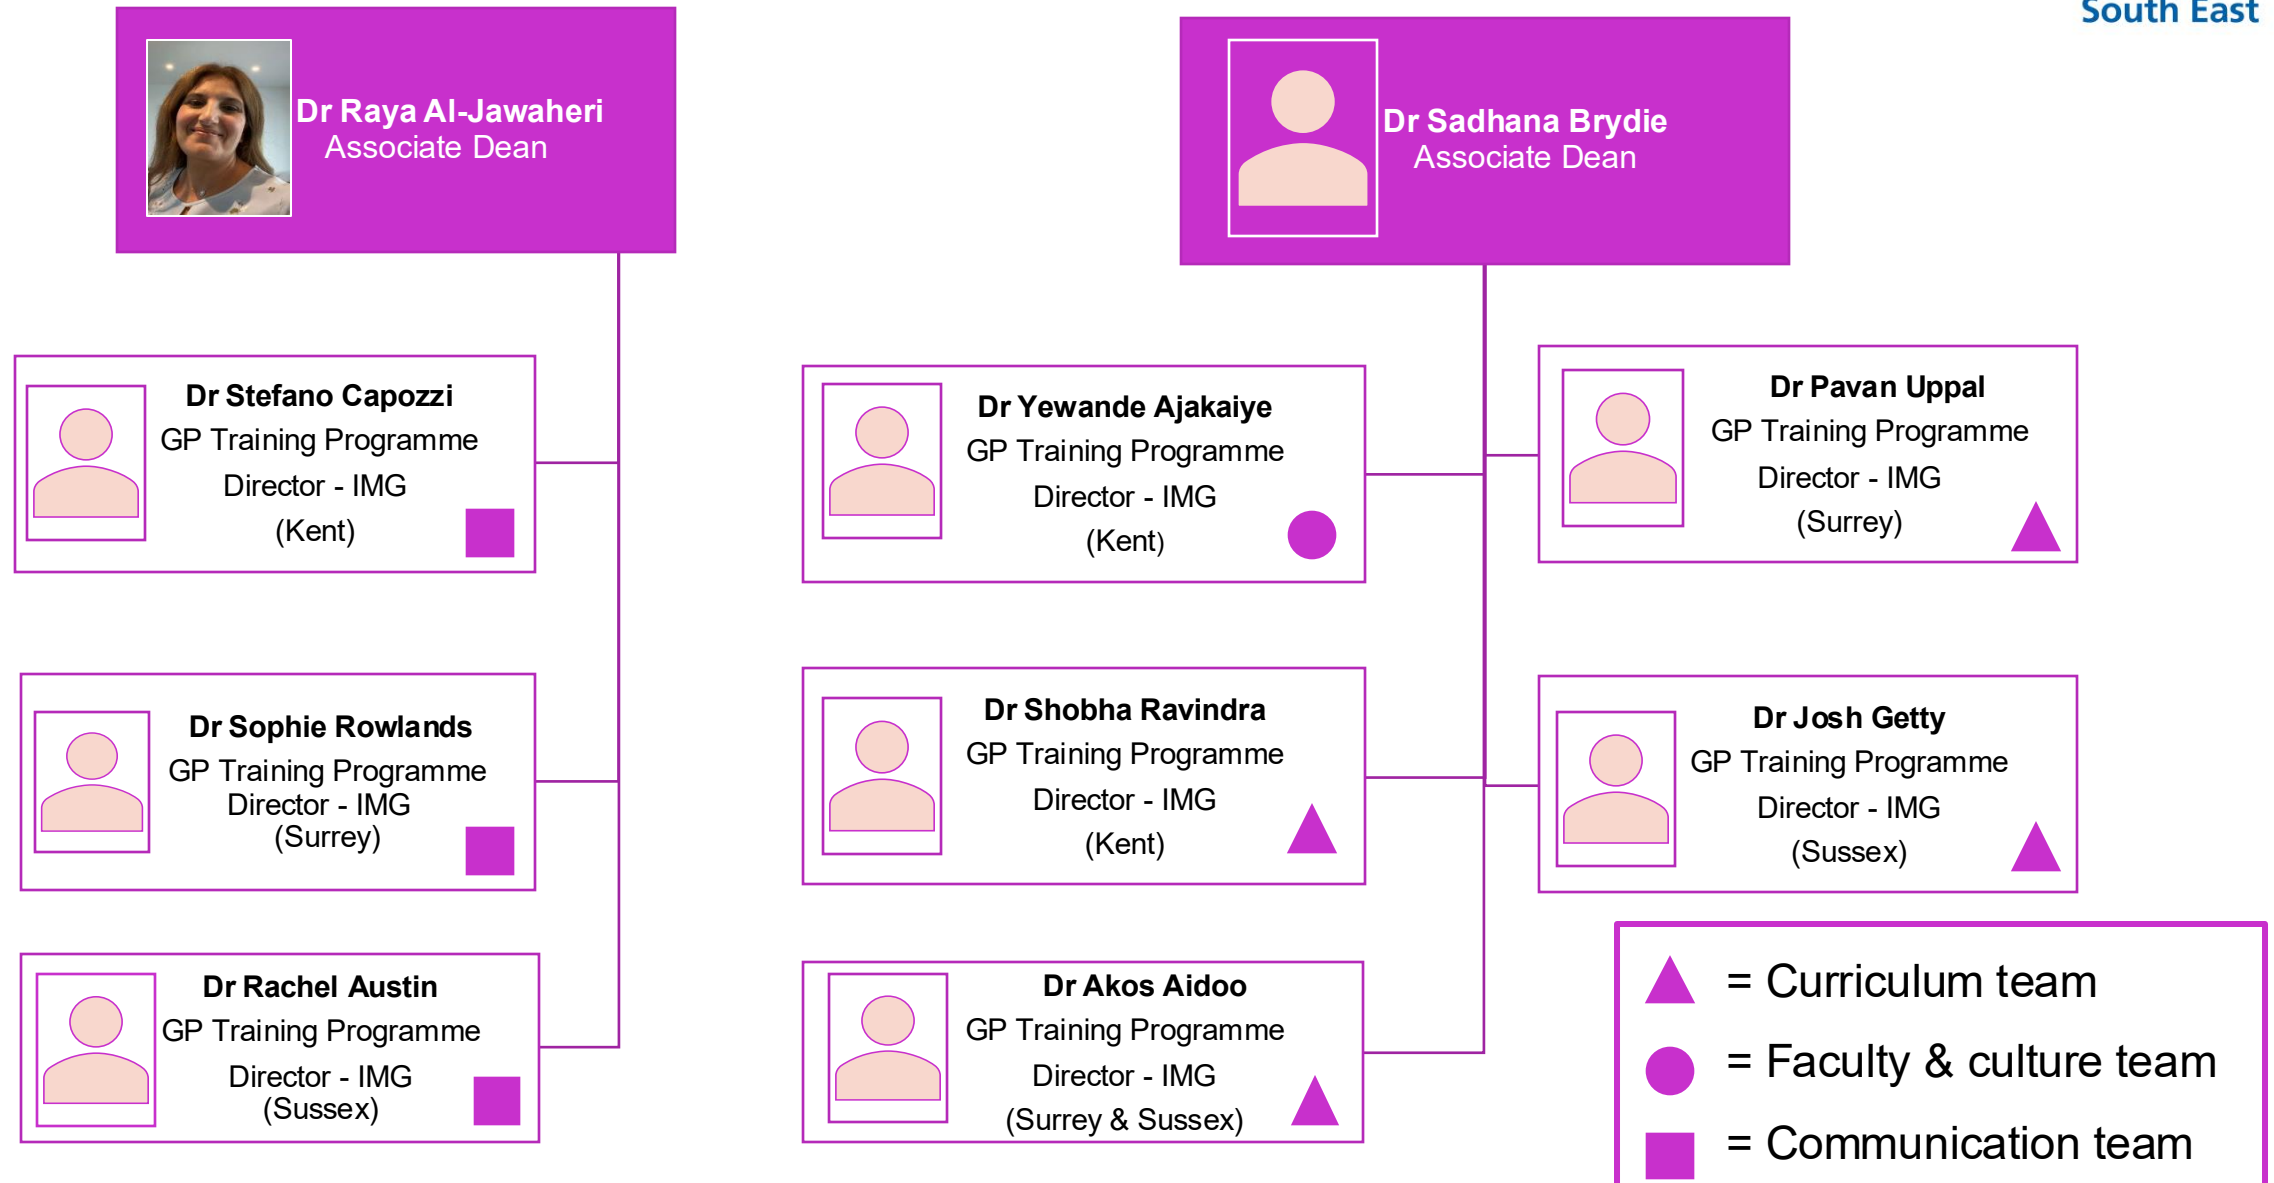 South East
Dr Raya Al-Jawaheri
Associate Dean
Dr Sadhana Brydie
Associate Dean
Dr Stefano Capozzi
GP Training Programme
Director - IMG
(Kent)
Dr Yewande Ajakaiye
GP Training Programme
Director - IMG
(Kent)
Dr Pavan Uppal
GP Training Programme
Director - IMG
(Surrey)
Dr Sophie Rowlands
GP Training Programme
Director - IMG
(Surrey)
Dr Shobha Ravindra
GP Training Programme
Director - IMG
(Kent)
Dr Josh Getty
GP Training Programme
Director - IMG
(Sussex)
Dr Rachel Austin
GP Training Programme
Director - IMG
(Sussex)
Dr Akos Aidoo
GP Training Programme
Director - IMG
(Surrey & Sussex)
= Curriculum team
= Faculty & culture team
= Communication team